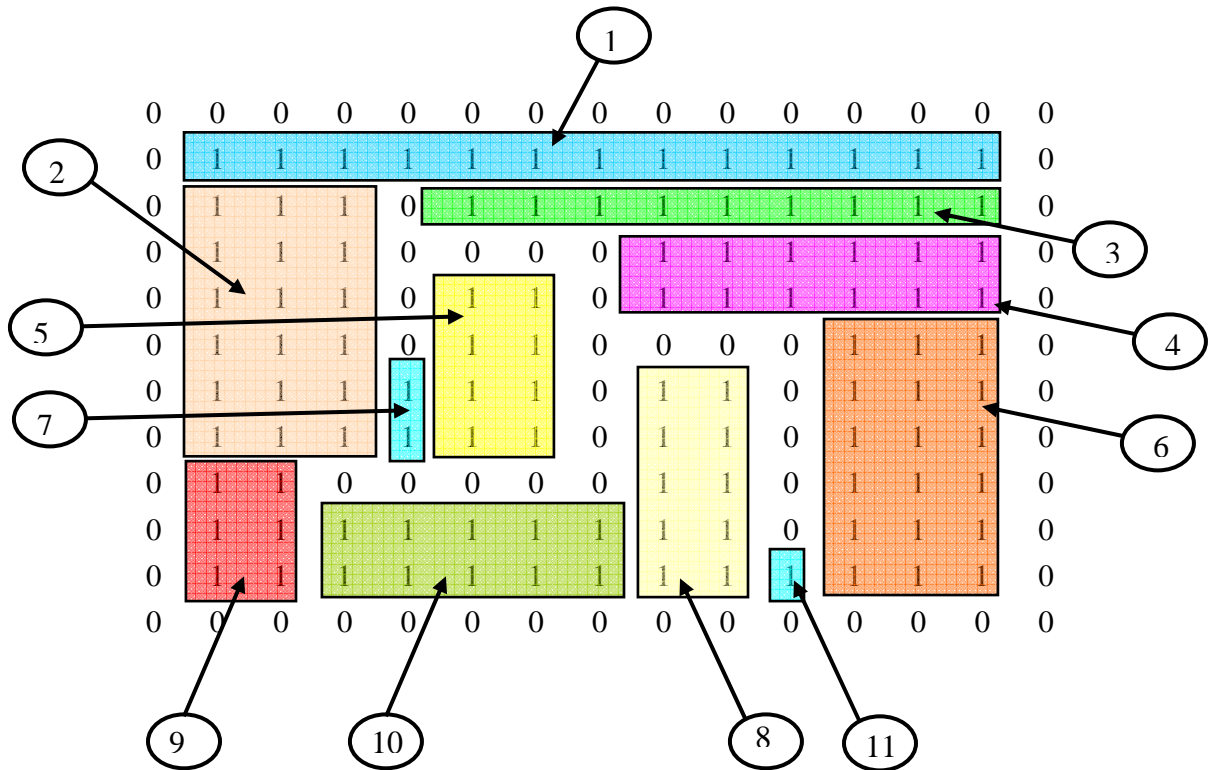 1
0 0 0 0 0 0 0 0 0 0 0 0 0 0 0
0 1 1 1 1 1 1 1 1 1 1 1 1 1 0
2
0 1 1 1 0 1 1 1 1 1 1 1 1 1 0
0 1 1 1 0 0 0 0 1 1 1 1 1 1 0
3
0 1 1 1 0 1 1 0 1 1 1 1 1 1 0
5
0 1 1 1 0 1 1 0 0 0 0 1 1 1 0
4
0 1 1 1 1 1 1 0 1 1 0 1 1 1 0
7
0 1 1 1 1 1 1 0 1 1 0 1 1 1 0
6
0 1 1 0 0 0 0 0 1 1 0 1 1 1 0
0 1 1 1 1 1 1 1 1 1 0 1 1 1 0
0 1 1 1 1 1 1 1 1 1 1 1 1 1 0
0 0 0 0 0 0 0 0 0 0 0 0 0 0 0
9 10 8 11